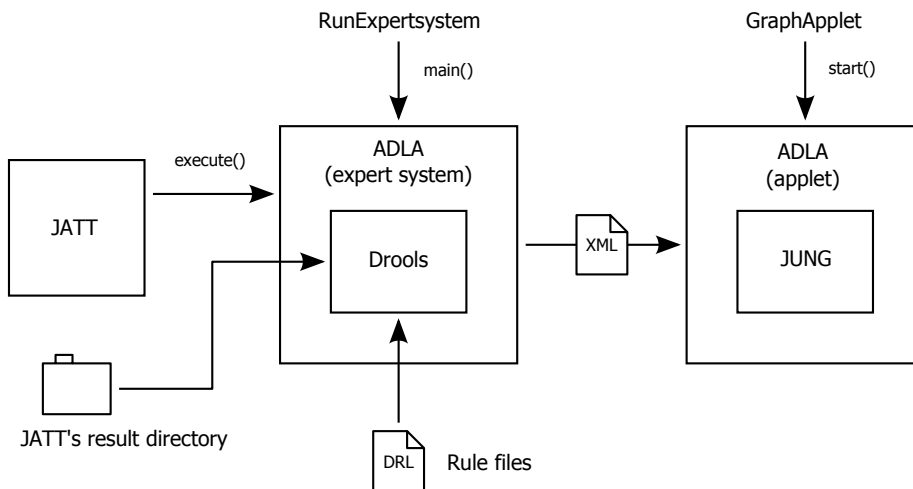 RunExpertsystem
GraphApplet
main()
start()
ADLA
(expert system)
ADLA
(applet)
execute()
JATT
Drools
XML
JUNG
JATT's result directory
DRL
Rule files